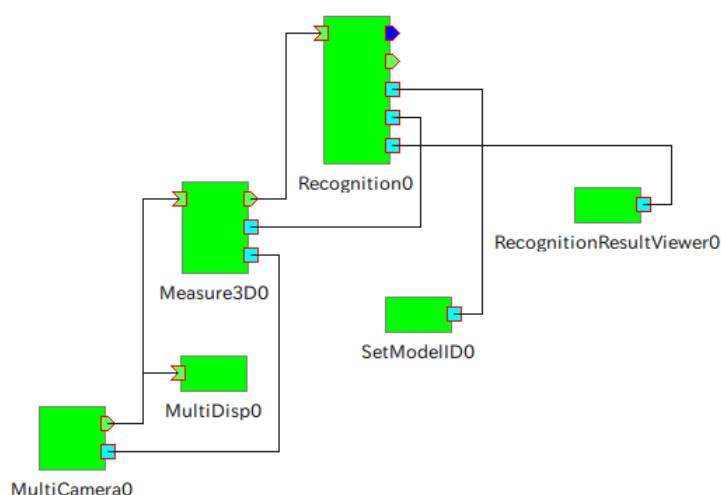 Recognition0
RecognitionResultViewer0
Measure3D0
SetModelID0
MultiDisp0
MultiCamera0